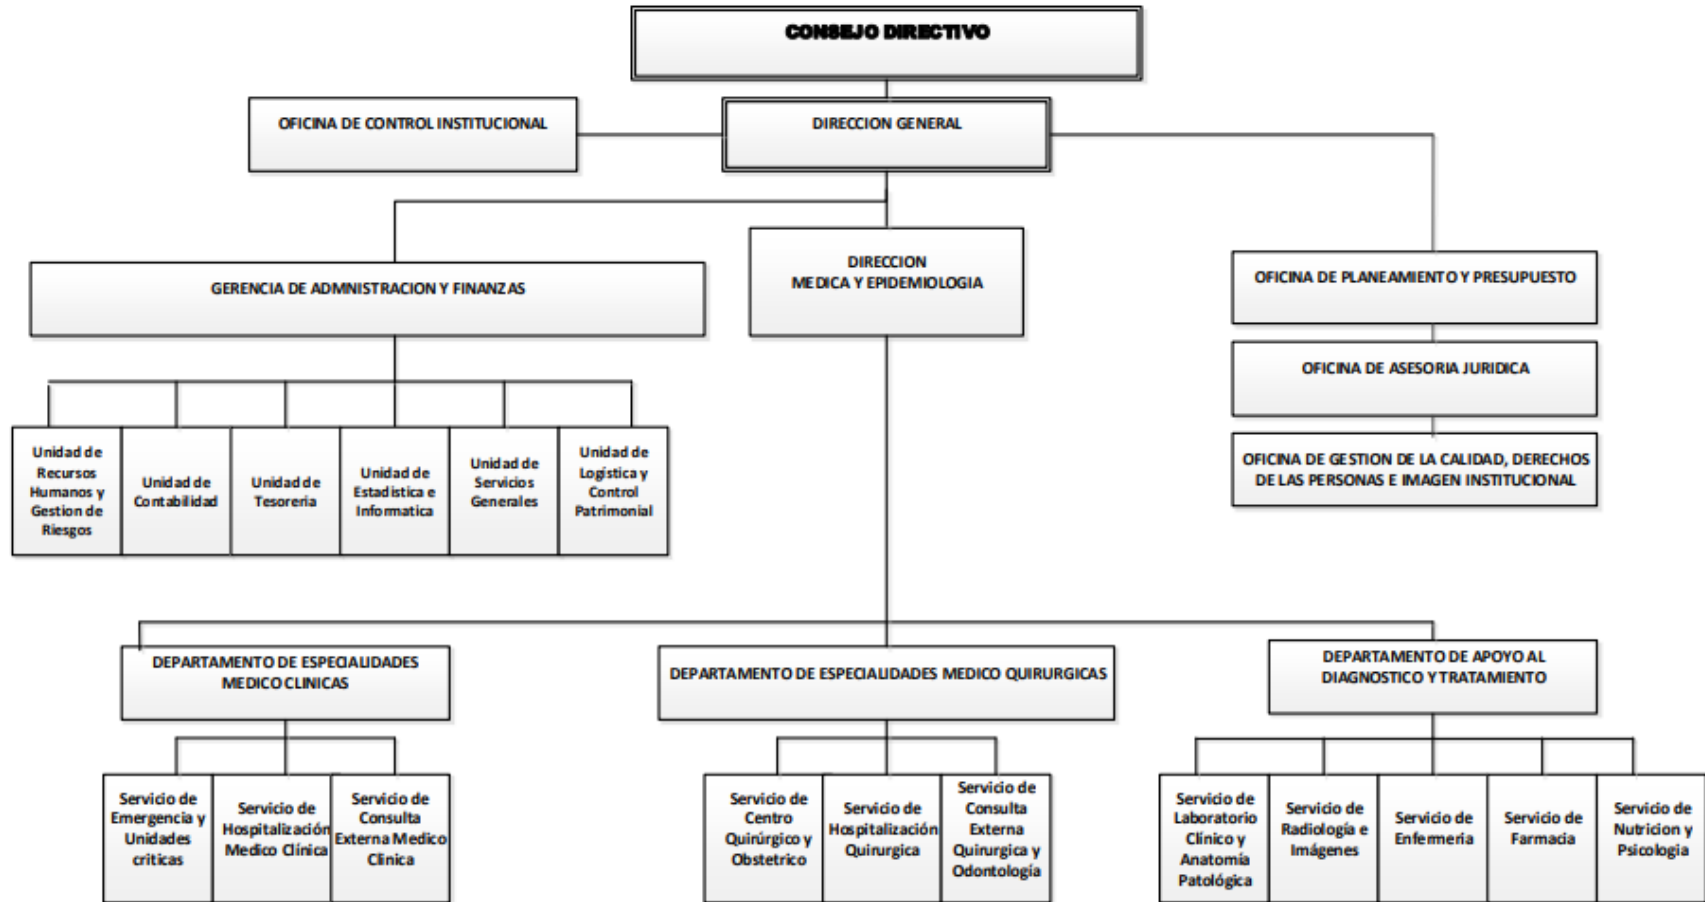 CONSEJO DIRECTIVO
OFICINA DE CONTROL INSTITUCIONAL
DIRECCION GENERAL
GERENCIA DE ADMNISTRACION Y FINANZAS
DIRECCION
MEDICA Y EPIDEMIOLOGIA
OFICINA DE PLANEAMIENTO Y PRESUPUESTO
OFICINA DE ASESORIA JURIDICA
OFICINA DE GESTION DE LA CALIDAD, DERECHOS
DE LAS PERSONAS E IMAGEN INSTITUCIONAL
Unidad de
Recursos
Humanos y
Gestion de
Riesgos
Unidad de
Contabilidad
Unidad de
Tesoreria
Unidad de
Estadistica e
Informatica
Unidad de
Servicios
Generales
Unidad de
Logística y
Control
Patrimonial
DEPARTAMENTO DE ESPECIALIDADES
MEDICO CLINICAS
DEPARTAMENTO DE ESPECIALIDADES MEDICO QUIRURGICAS
DEPARTAMENTO DE APOYO AL
DIAGNOSTICO Y TRATAMIENTO
Servicio de
Emergencia y
Unidades
criticas
Servicio de
Hospitalización
Medico Clínica
Servicio de
Consulta
Externa Medico
Clinica
Servicio de
Centro
Quirúrgico y
Obstetrico
Servicio de
Hospitalización
Quirurgica
Servicio de
Consulta
Externa
Quirurgica y
Odontología
Servicio de
Laboratorio
Clínico y
Anatomía
Patológica
Servicio de
Radiología e
Imágenes
Servicio de
Enfermeria
Servicio de
Farmacia
Servicio de
Nutricion y
Psicologia